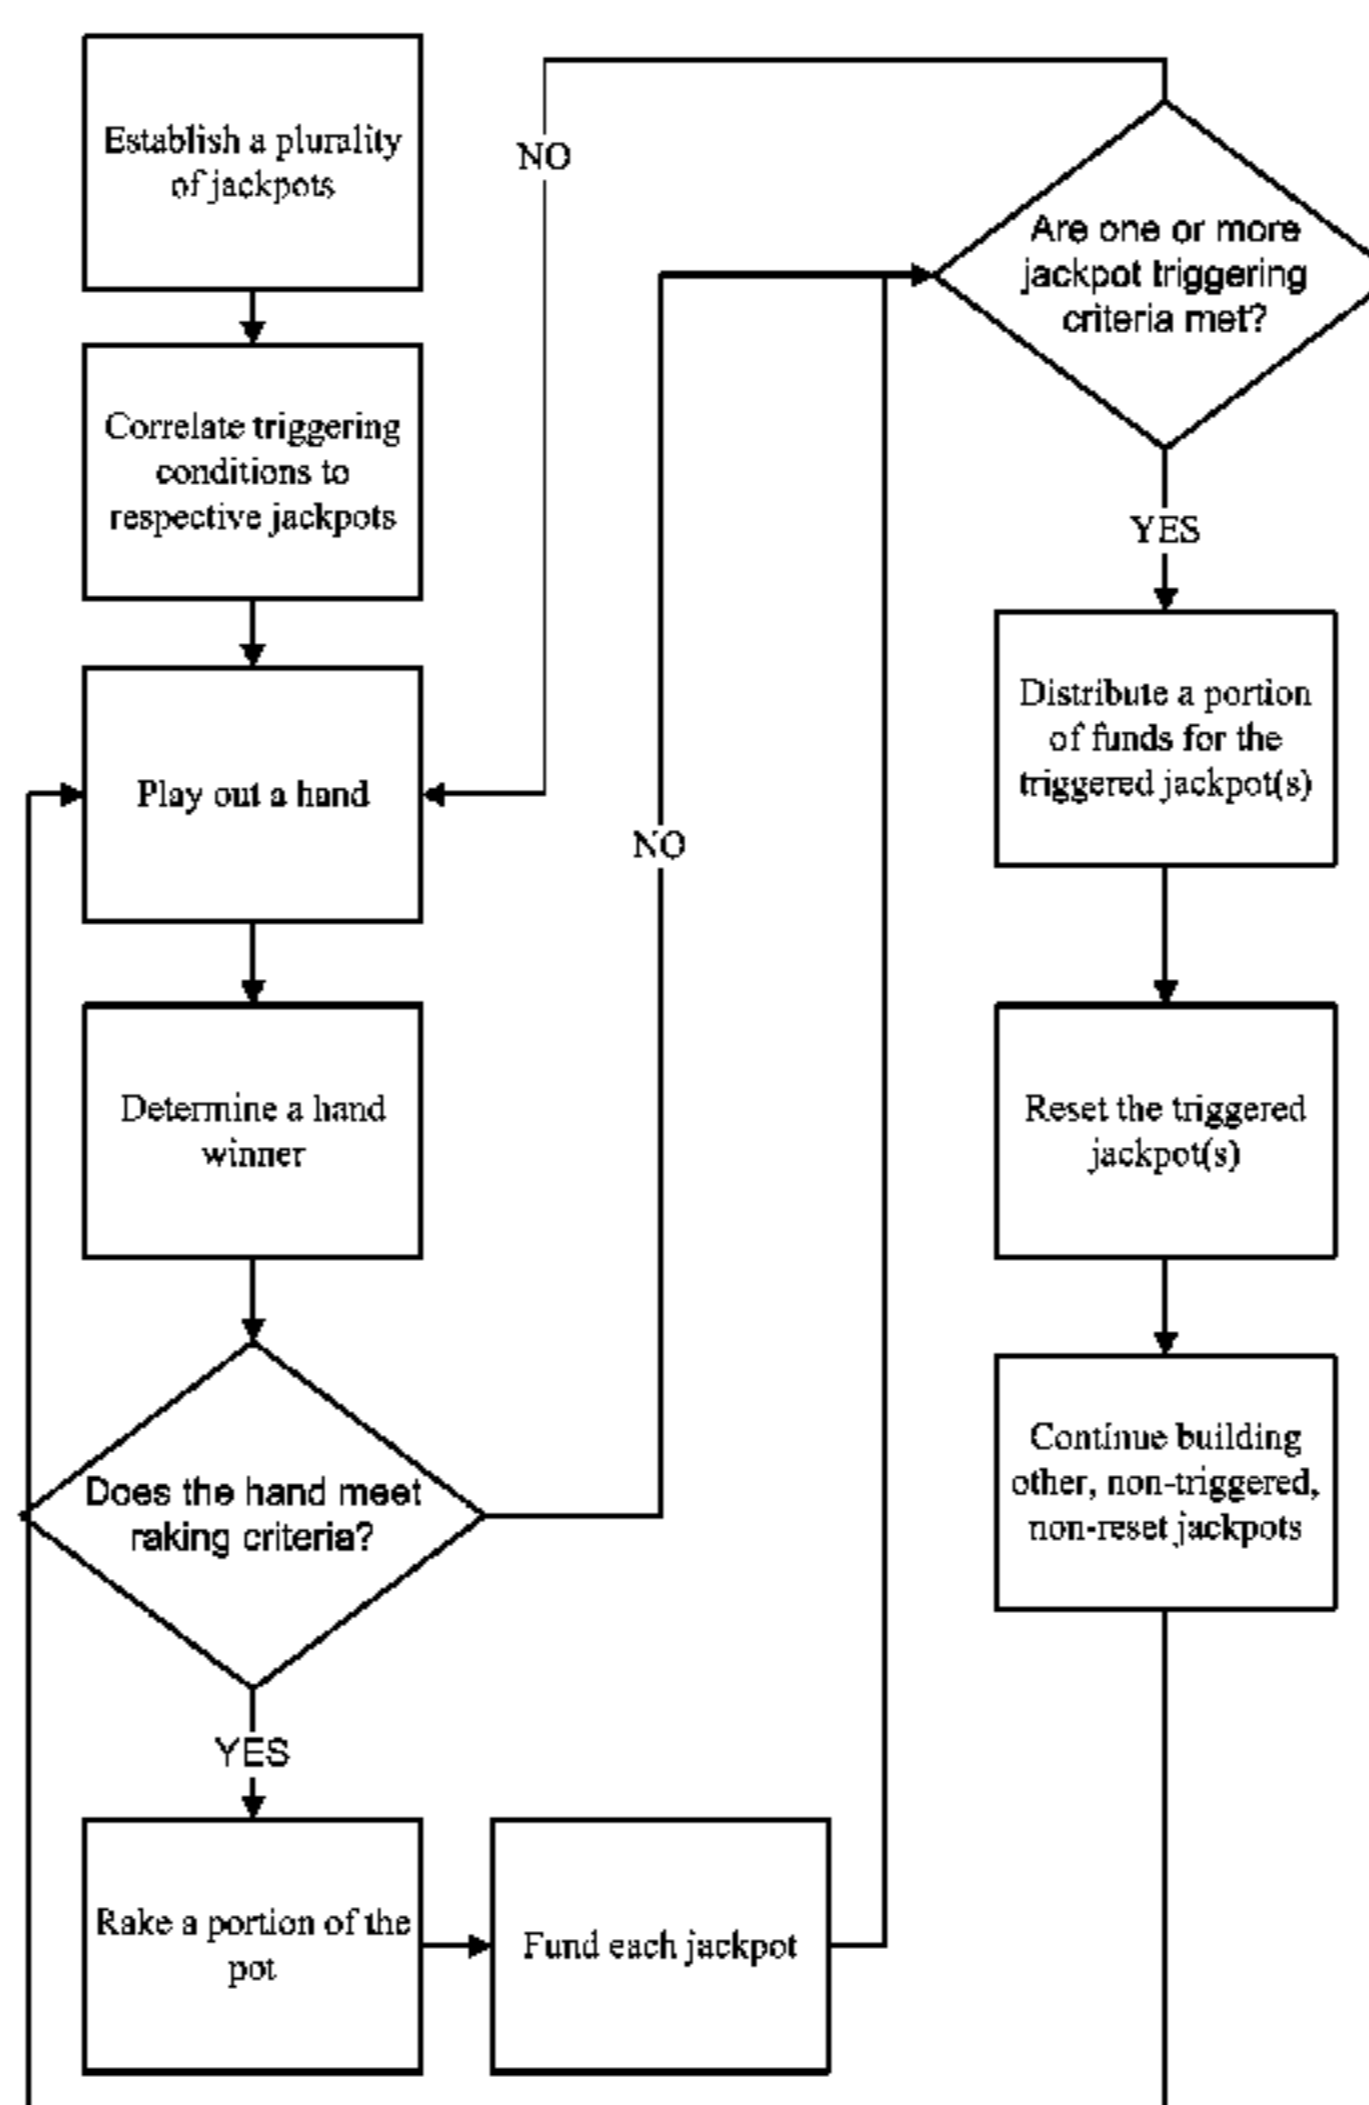 Establish a plurality
of jackpots
Correlate triggering
conditions to
respective jackpots
Play out a hand
Determine a hand
winner
Does the hand meet
raking criteria?
YES
Rake a portion of the
pot
Fund each jackpot
NO
NO
Are one or more
jackpot triggering
criteria met?
YES
Distribute a portion
of funds for the
triggered jackpot(s)
Reset the triggered
jackpot(s)
Continue building
other, non-triggered,
non-reset jackpots